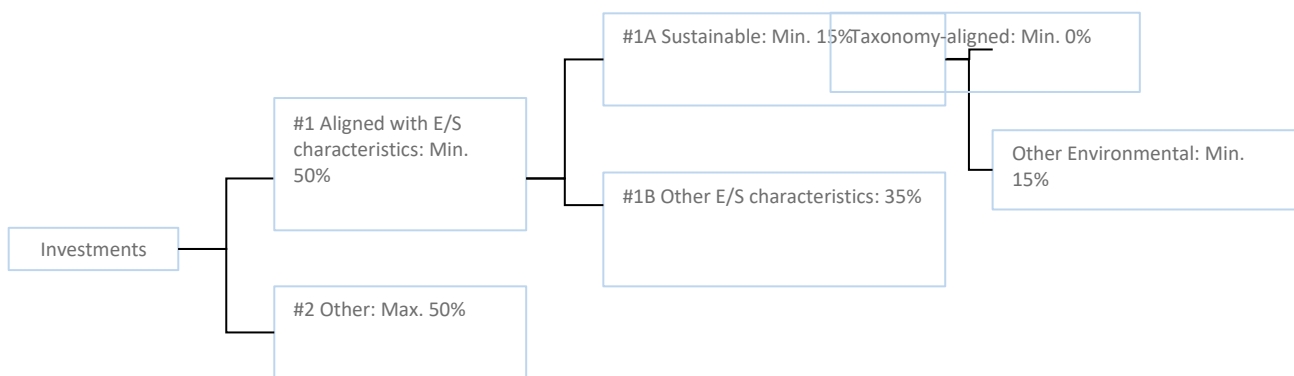 #1A Sustainable: Min. 15%
Taxonomy-aligned: Min. 0%
#1 Aligned with E/S
characteristics: Min.
50%
Other Environmental: Min.
15%
#1B Other E/S characteristics: 35%
Investments
#2 Other: Max. 50%